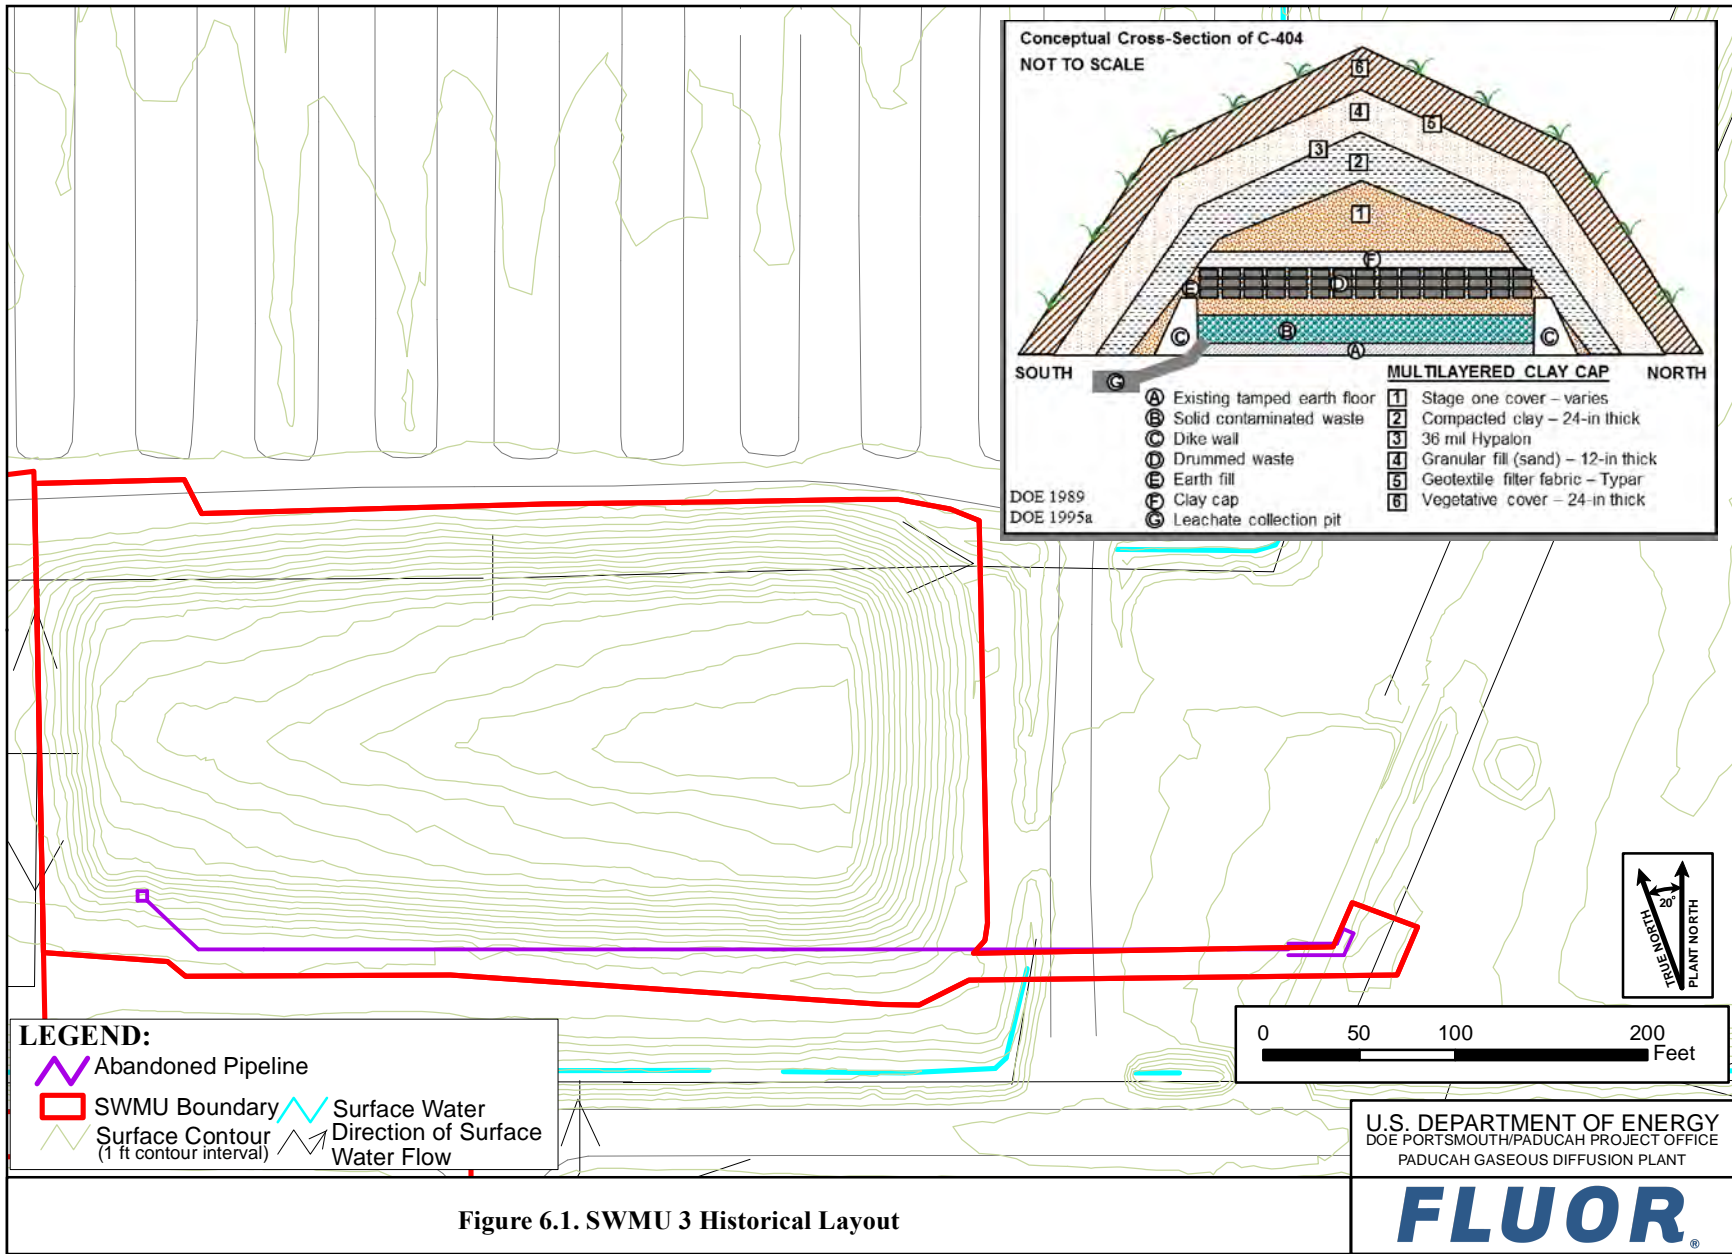 Conceptual Cross-Section of C-404
NOT TO SCALE
6
4
5
3
2
1
F
D
E
B
C
C
A
G
SOUTH
NORTH
A Existing tamped earth floor
B Solid contaminated waste
C Dike wall
D Drummed waste
E Earth fill
F Clay cap
G Leachate collection pit
MULTILAYERED CLAY CAP
1 Stage one cover – varies
2 Compacted clay – 24-in thick
3 36 mil Hypalon
4 Granular fill (sand) – 12-in thick
5 Geotextile filter fabric – Typar
6 Vegetative cover – 24-in thick
DOE 1989
DOE 1995a
20°
TRUE NORTH
PLANT NORTH
0 50 100 200
Feet
LEGEND:
Abandoned Pipeline
SWMU Boundary
Surface Contour
(1 ft contour interval)
Surface Water
Direction of Surface
Water Flow
U.S. DEPARTMENT OF ENERGY
DOE PORTSMOUTH/PADUCAH PROJECT OFFICE
PADUCAH GASEOUS DIFFUSION PLANT
Figure 6.1. SWMU 3 Historical Layout
FLUOR®